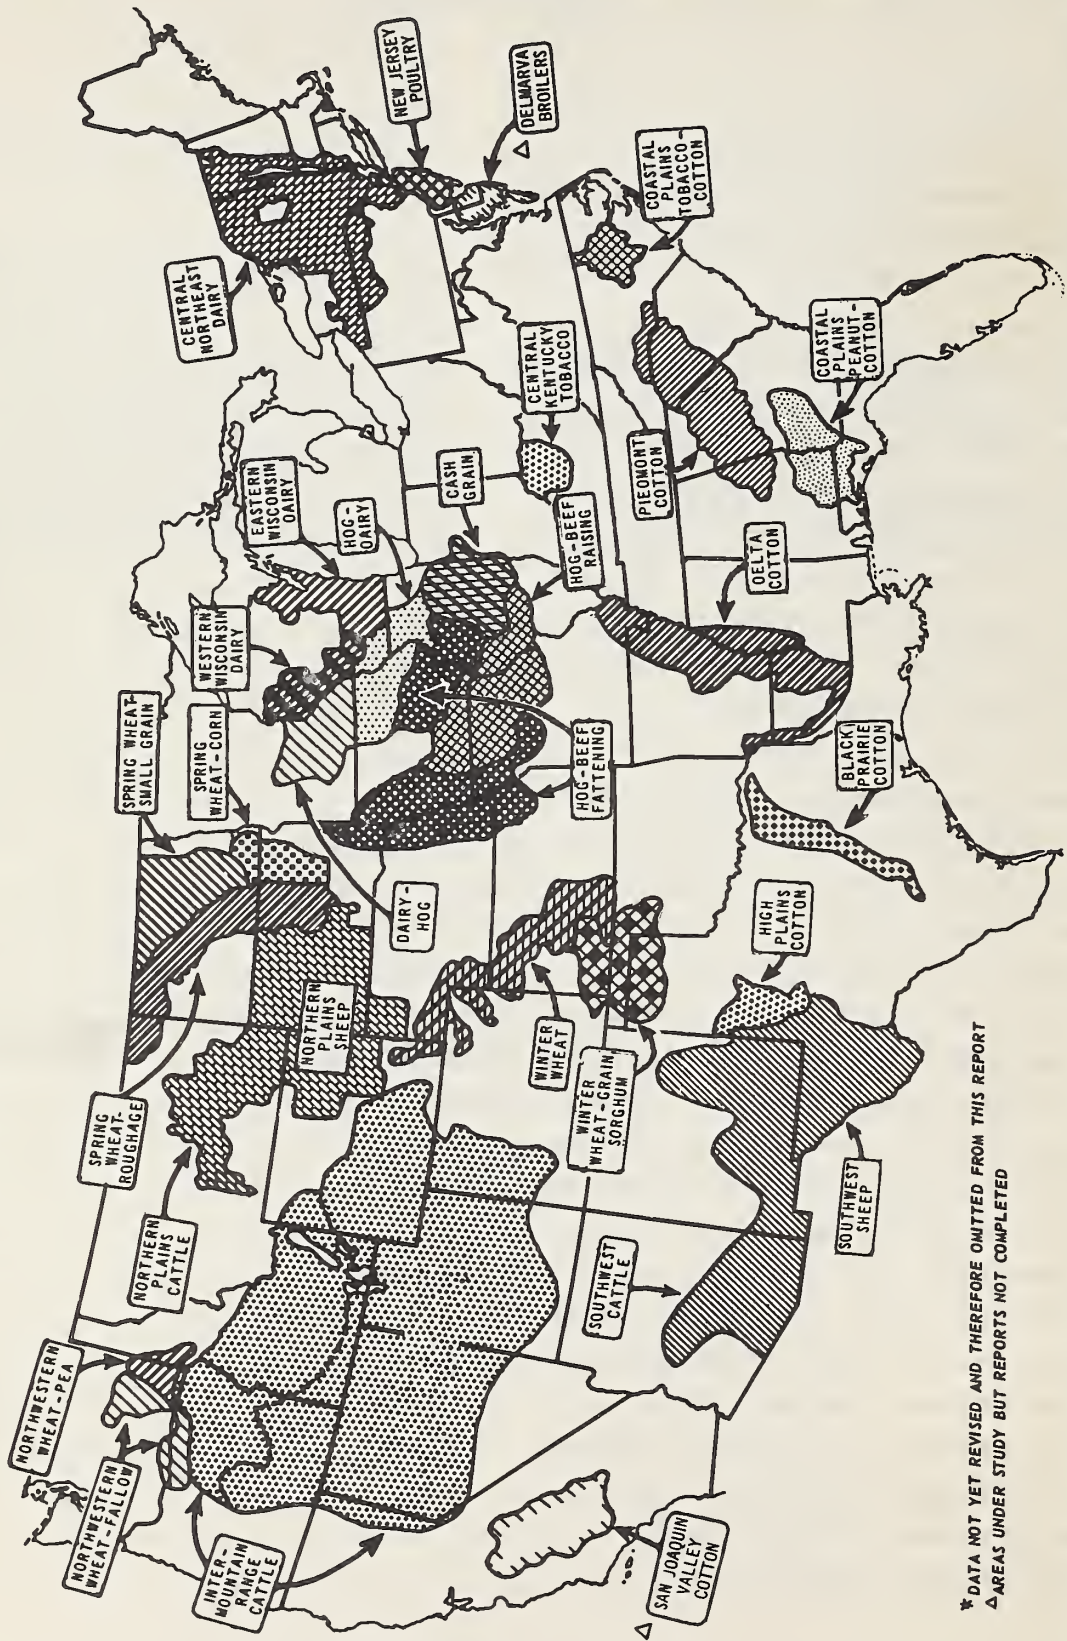 NORTHWESTERN
WHEAT-PEA
NORTHWESTERN
WHEAT-FALLOW
INTER-
MOUNTAIN
RANGE
CATTLE
△ SAN JOAQUIN
VALLEY
COTTON
NORTHERN
PLAINS
CATTLE
SPRING
WHEAT-
ROUGHAGE
NORTHERN
PLAINS
SHEEP
SOUTHWEST
CATTLE
SOUTHWEST
SHEEP
SPRING WHEAT-
SMALL GRAIN
SPRING
WHEAT-CORN
DAIRY-
HOG
WINTER
WHEAT
WINTER
WHEAT-GRAIN
SORGHUM
HIGH
PLAINS
COTTON
BLACK
PRAIRIE
COTTON
WESTERN
WISCONSIN
DAIRY
EASTERN
WISCONSIN
DAIRY
HOG-
DAIRY
CASH
GRAIN
HOG-BEEF
RAISING
HOG-BEEF
FATTENING
DELTA
COTTON
CENTRAL
KENTUCKY
TOBACCO
PIEDMONT
COTTON
COASTAL
PLAINS
PEANUT-
COTTON
COASTAL
PLAINS
TOBACCO-
COTTON
CENTRAL
NORTHEAST
DAIRY
NEW JERSEY
POULTRY
△ DELMARVA
BROILERS
* DATA NOT YET REVISED AND THEREFORE OMITTED FROM THIS REPORT
△ AREAS UNDER STUDY BUT REPORTS NOT COMPLETED